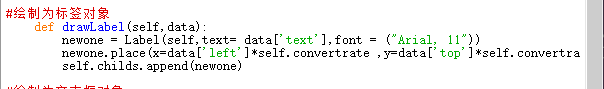 #绘制为标签对象
def drawLabel(self,data):
newone = Label(self,text= data['text'],font = ("Arial, 11"))
newone.place(x=data['left']*self.convertrate ,y=data['top']*self.convertra
self.childs.append(newone)